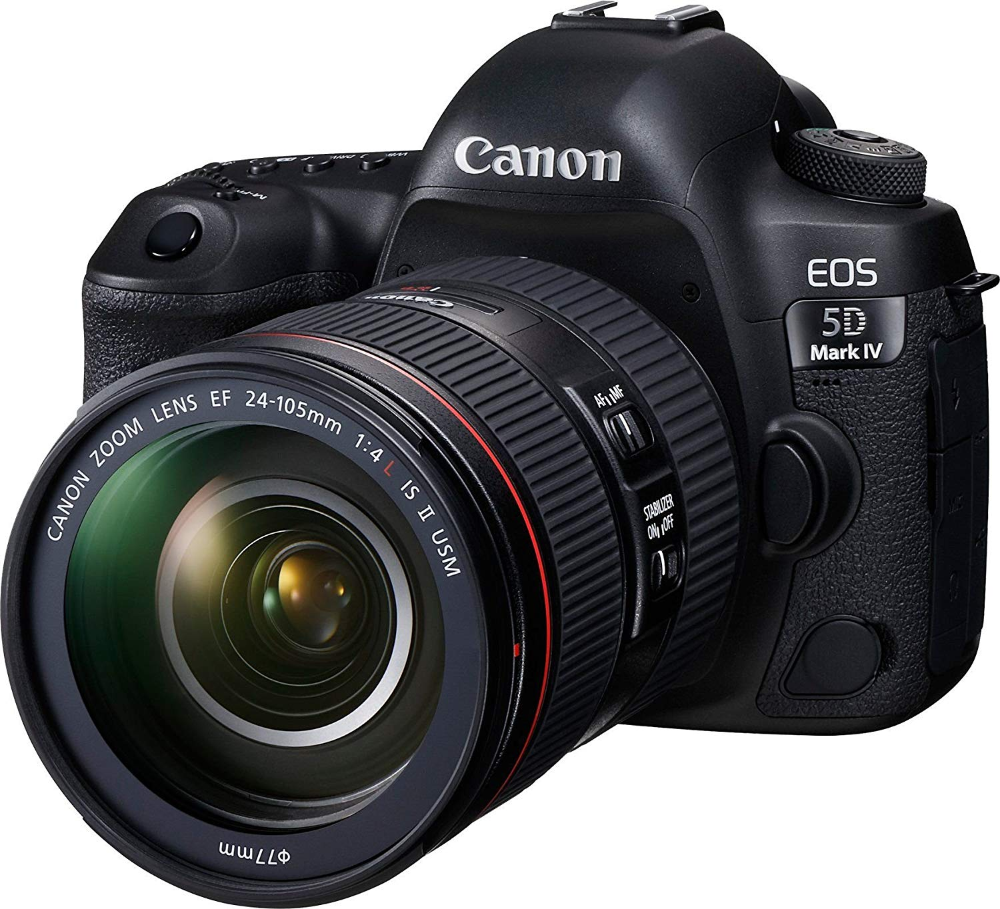 Canon
EOS
5D
Mark IV
Canon
AF MF
STABILIZER
ON OFF
CANON ZOOM LENS EF 24-105mm 1:4 L IS II USM
φ77mm